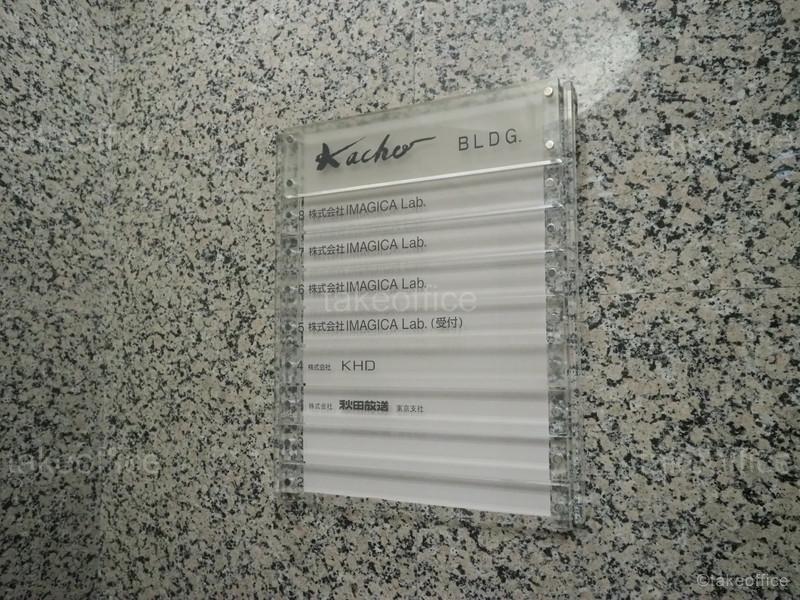 Kacho BLDG.
8 株式会社IMAGICA Lab.
7 株式会社IMAGICA Lab.
6 株式会社IMAGICA Lab.
takeoffice
5 株式会社IMAGICA Lab.(受付)
4 株式会社 KHD
株式会社 秋田放送 東京支社
2
takeoffice
takeoffice
©takeoffice